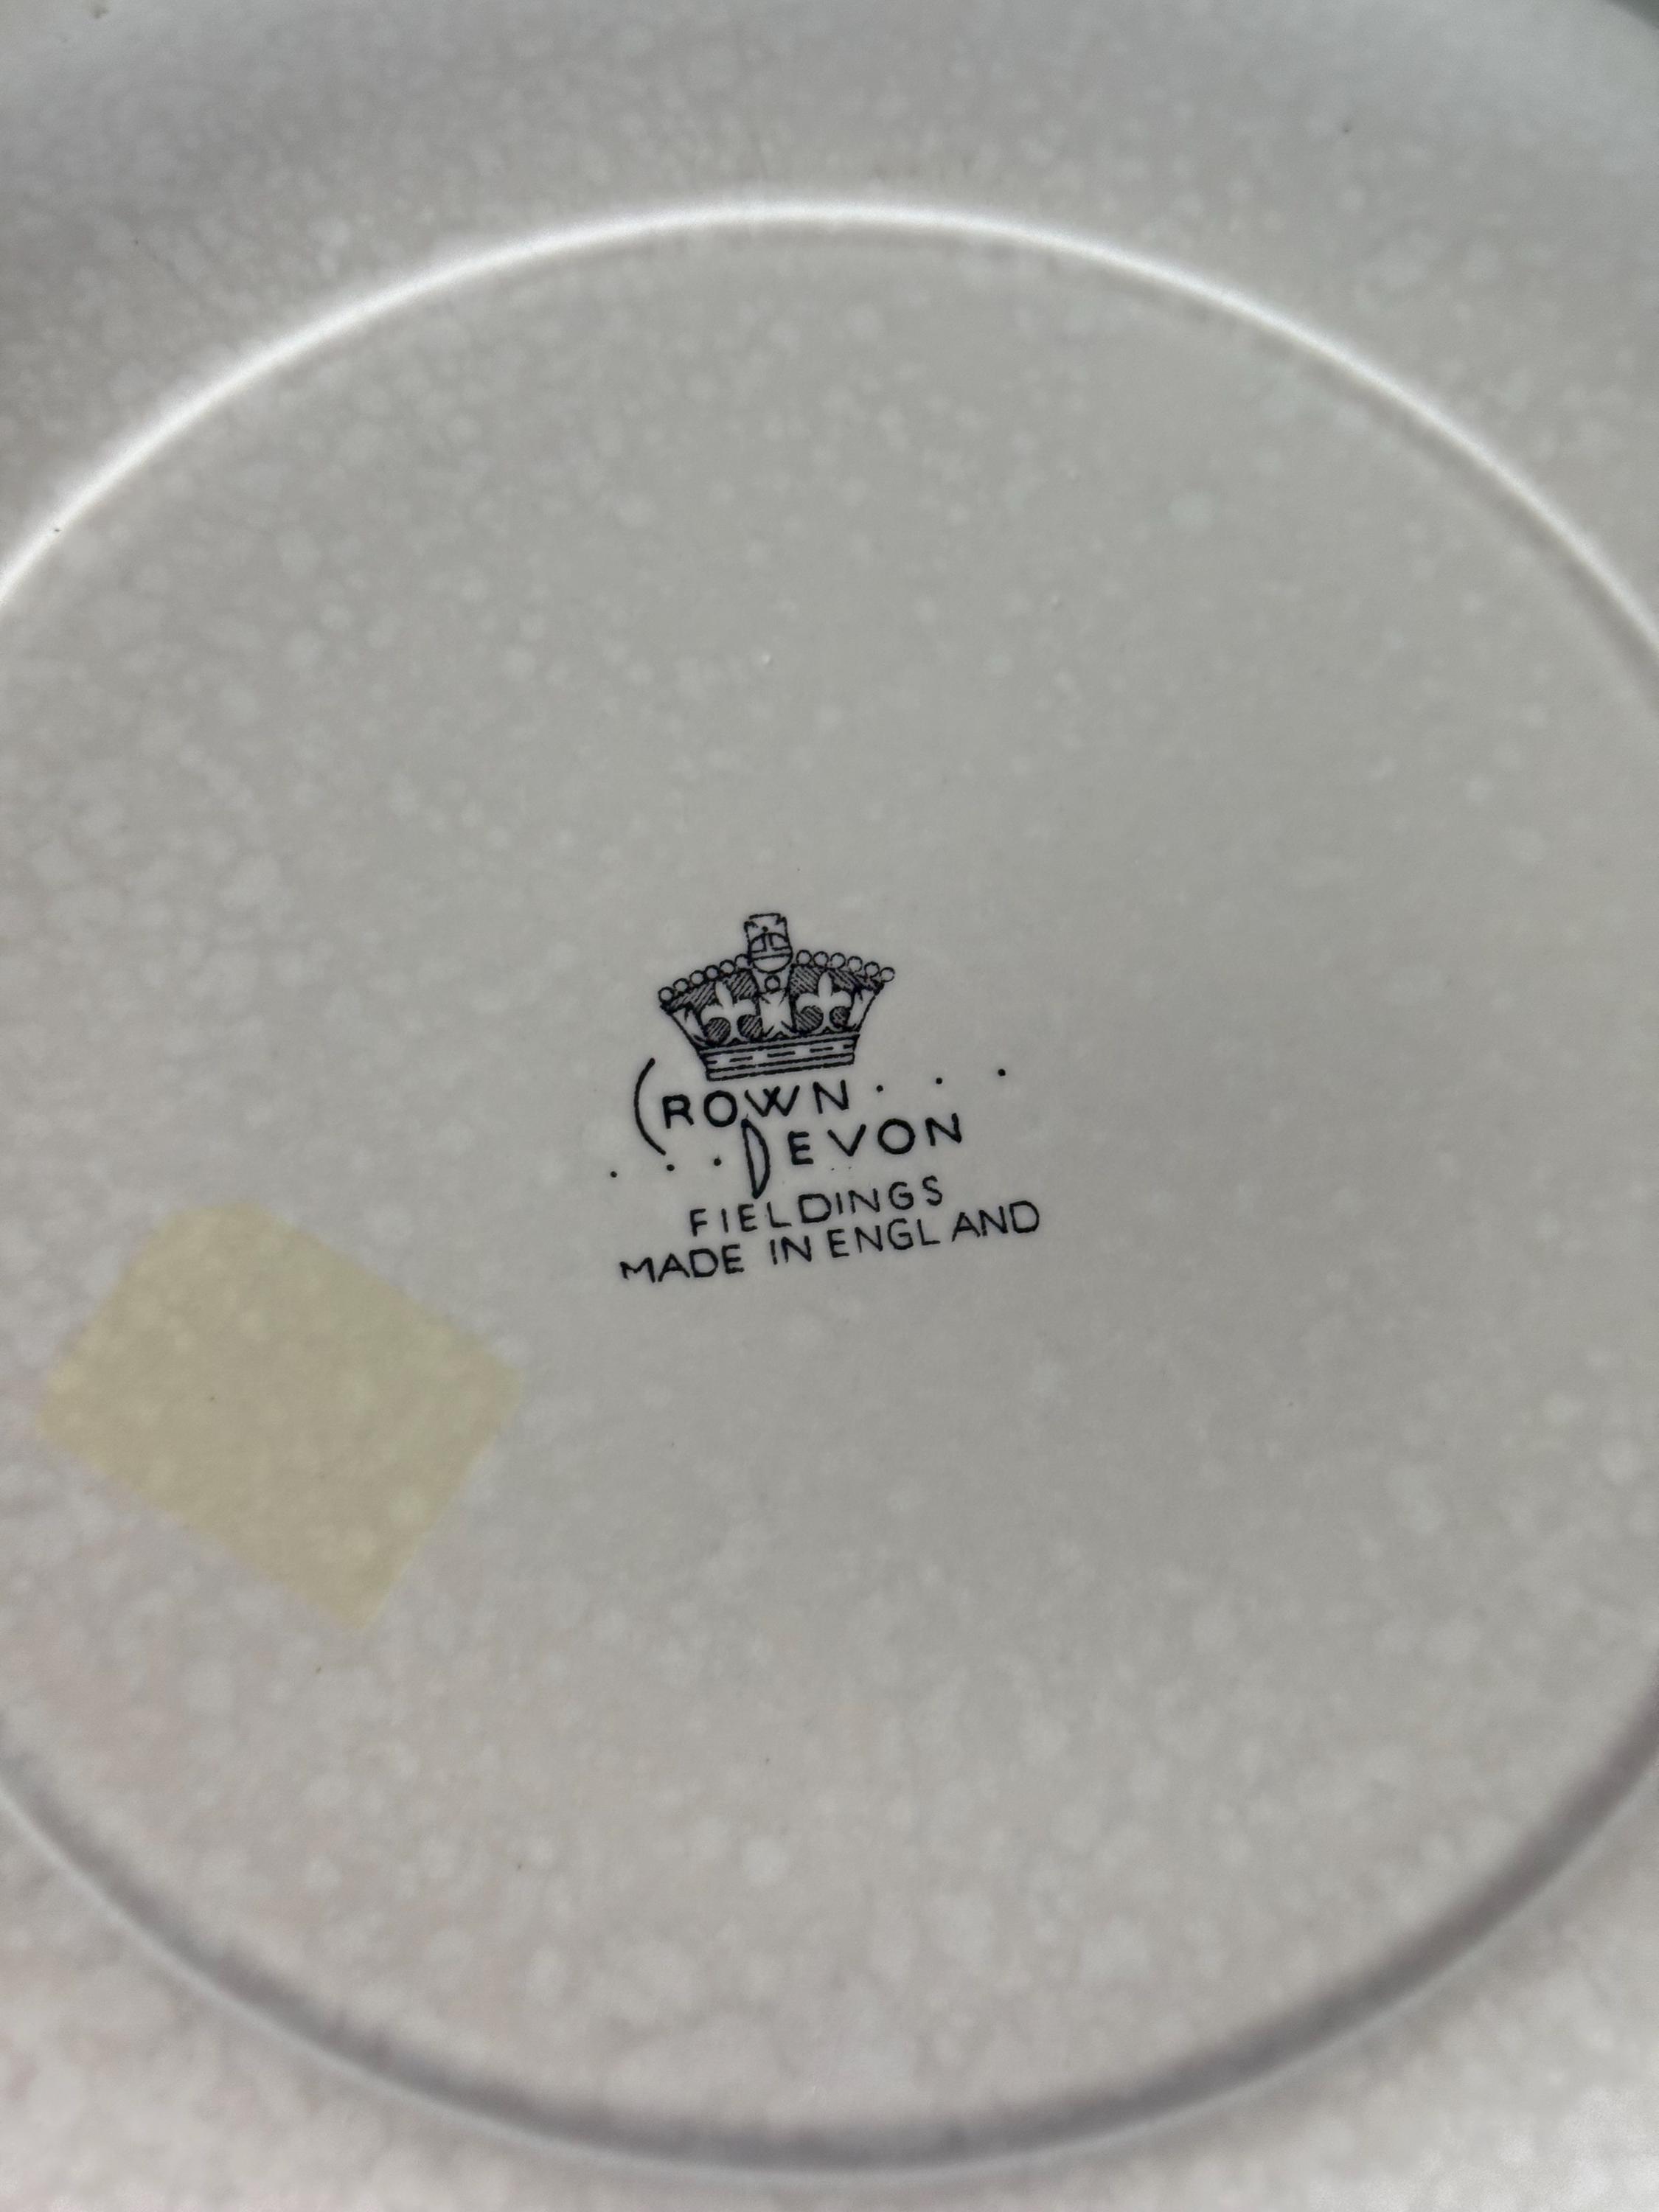 CROWN . . .
. . . DEVON
FIELDINGS
MADE IN ENGLAND